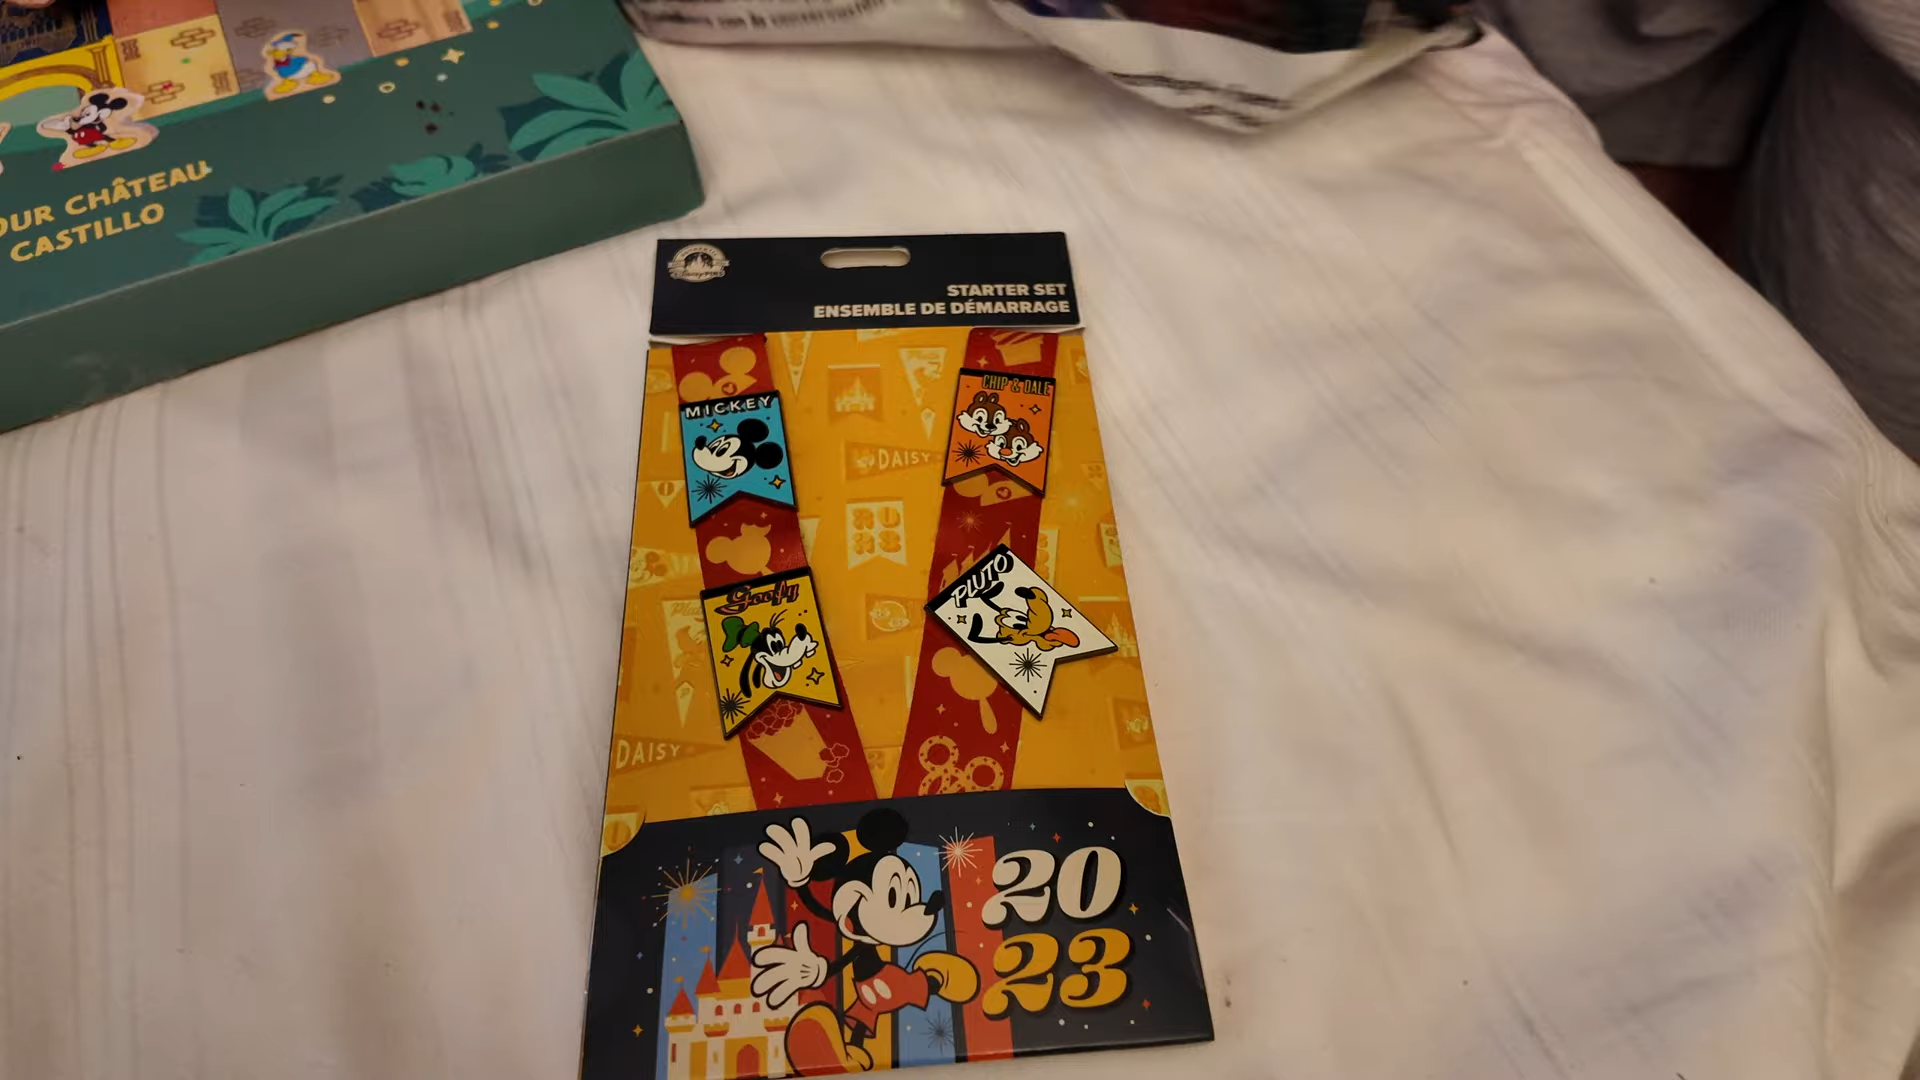 OUR CHÂTEAU
CASTILLO
STARTER SET
ENSEMBLE DE DÉMARRAGE
MICKEY
CHIP & DALE
DAISY
Goofy
PLUTO
DAISY
20
23